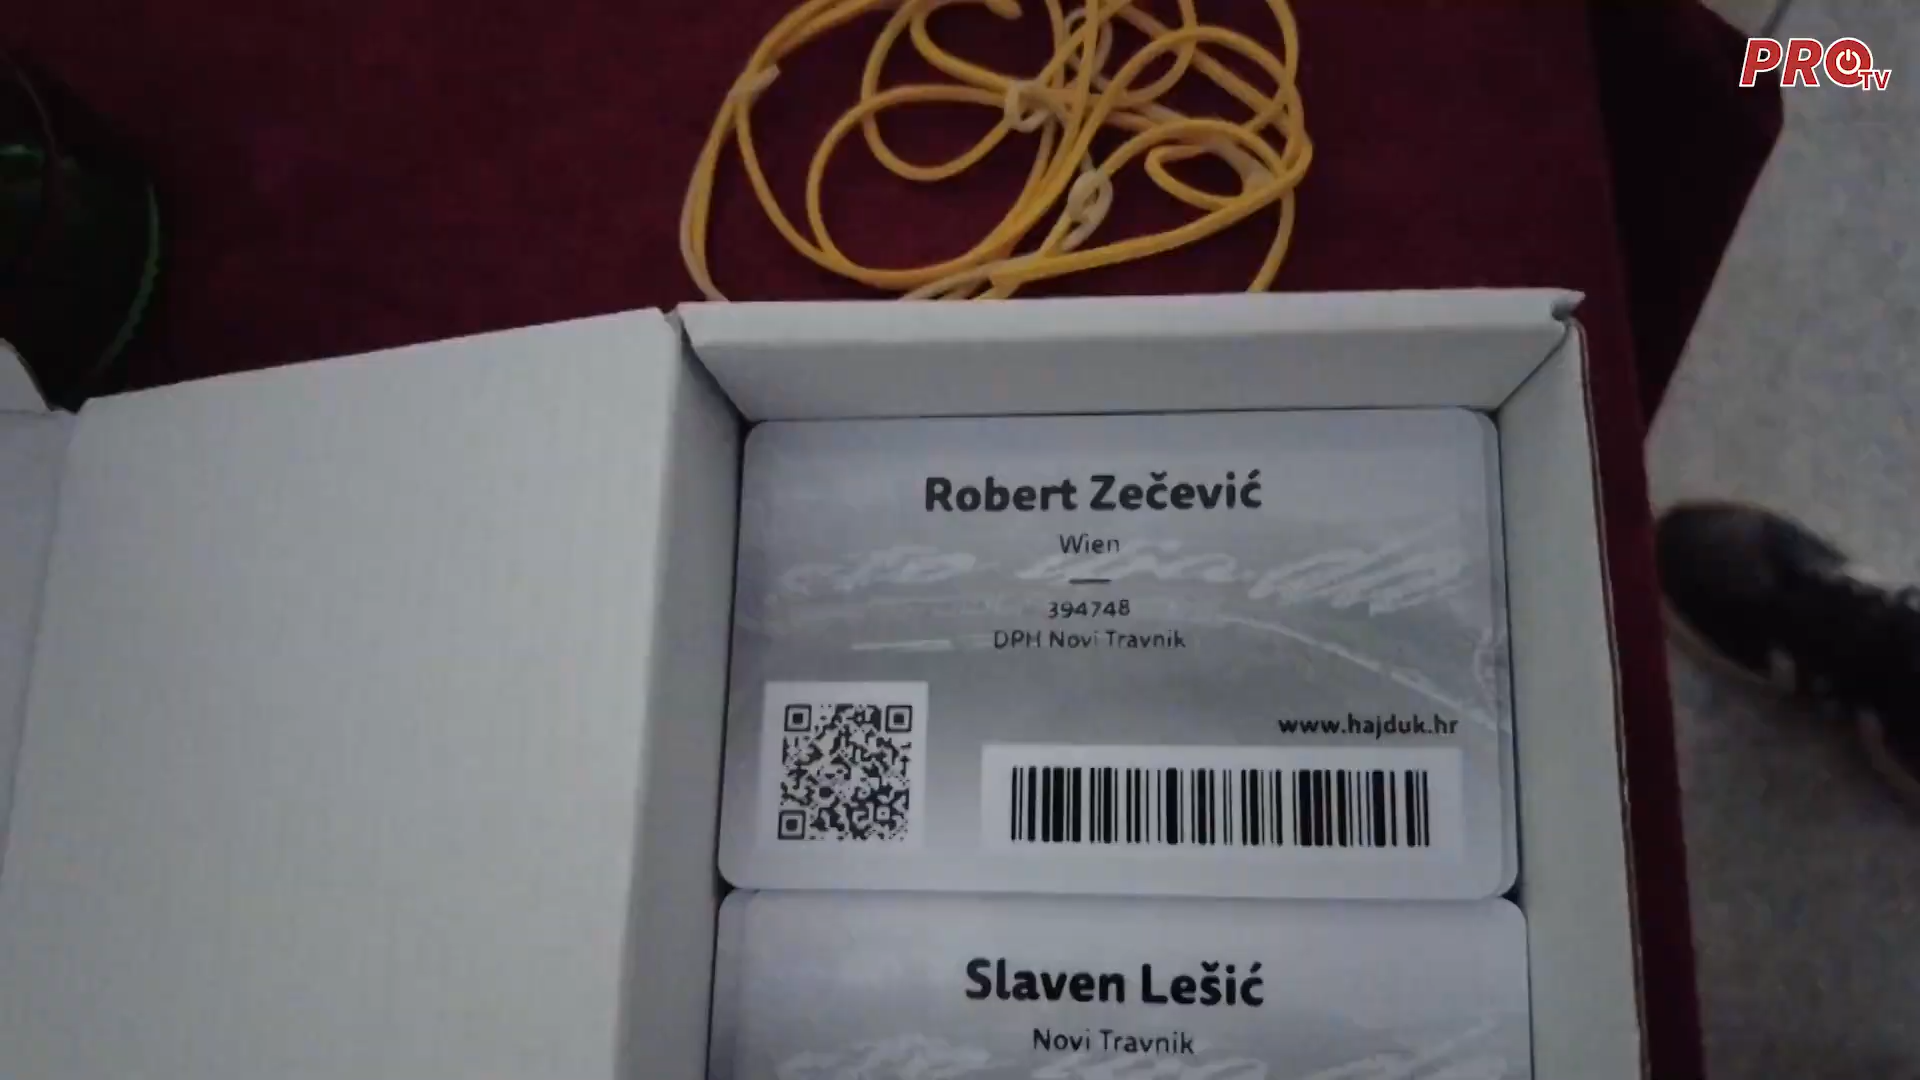 PRO TV
Robert Zečević
Wien
394748
DPH Novi Travnik
www.hajduk.hr
Slaven Lešić
Novi Travnik